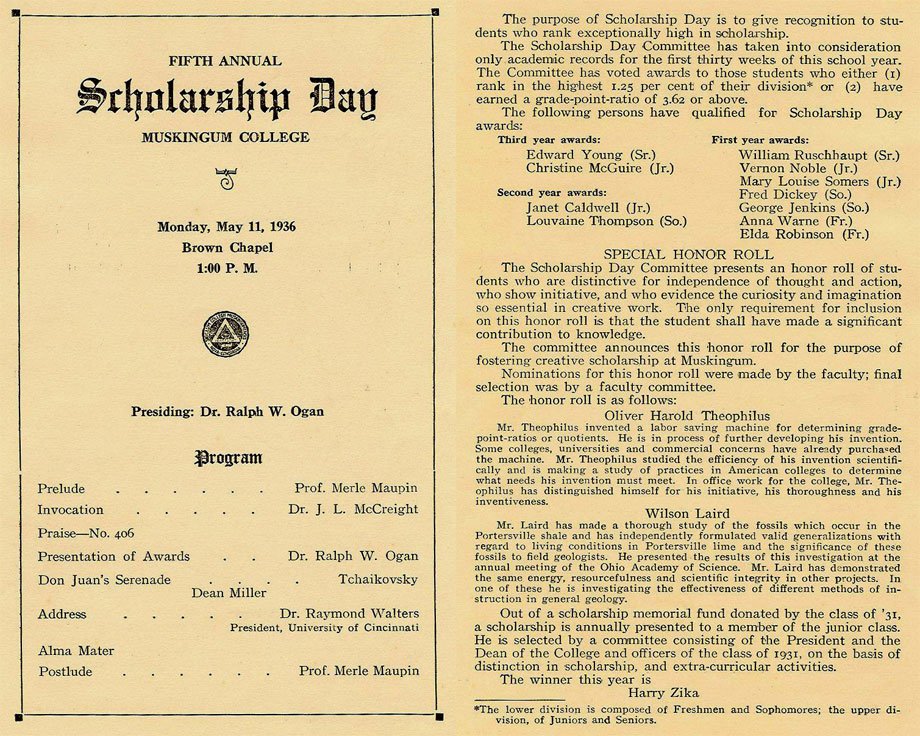 FIFTH ANNUAL
Scholarship Day
MUSKINGUM COLLEGE
Monday, May 11, 1936
Brown Chapel
1:00 P. M.
Presiding: Dr. Ralph W. Ogan
Program
Prelude . . . . . . Prof. Merle Maupin
Invocation . . . . . Dr. J. L. McCreight
Praise—No. 406
Presentation of Awards . . Dr. Ralph W. Ogan
Don Juan's Serenade . . . . Tchaikovsky
Dean Miller
Address . . . . . Dr. Raymond Walters
President, University of Cincinnati
Alma Mater
Postlude . . . . . . Prof. Merle Maupin
The purpose of Scholarship Day is to give recognition to stu-
dents who rank exceptionally high in scholarship.
The Scholarship Day Committee has taken into consideration
only academic records for the first thirty weeks of this school year.
The Committee has voted awards to those students who either (1)
rank in the highest 1.25 per cent of their division* or (2) have
earned a grade-point-ratio of 3.62 or above.
The following persons have qualified for Scholarship Day
awards:
Third year awards:
Edward Young (Sr.)
Christine McGuire (Jr.)
Second year awards:
Janet Caldwell (Jr.)
Louvaine Thompson (So.)
First year awards:
William Ruschhaupt (Sr.)
Vernon Noble (Jr.)
Mary Louise Somers (Jr.)
Fred Dickey (So.)
George Jenkins (So.)
Anna Warne (Fr.)
Elda Robinson (Fr.)
SPECIAL HONOR ROLL
The Scholarship Day Committee presents an honor roll of stu-
dents who are distinctive for independence of thought and action,
who show initiative, and who evidence the curiosity and imagination
so essential in creative work. The only requirement for inclusion
on this honor roll is that the student shall have made a significant
contribution to knowledge.
The committee announces this honor roll for the purpose of
fostering creative scholarship at Muskingum.
Nominations for this honor roll were made by the faculty; final
selection was by a faculty committee.
The honor roll is as follows:
Oliver Harold Theophilus
Mr. Theophilus invented a labor saving machine for determining grade-
point-ratios or quotients. He is in process of further developing his invention.
Some colleges, universities and commercial concerns have already purchased
the machine. Mr. Theophilus studied the efficiency of his invention scientifi-
cally and is making a study of practices in American colleges to determine
what needs his invention must meet. In office work for the college, Mr. The-
ophilus has distinguished himself for his initiative, his thoroughness and his
inventiveness.
Wilson Laird
Mr. Laird has made a thorough study of the fossils which occur in the
Portersville shale and has independently formulated valid generalizations with
regard to living conditions in Portersville lime and the significance of these
fossils to field geologists. He presented the results of this investigation at the
annual meeting of the Ohio Academy of Science. Mr. Laird has demonstrated
the same energy, resourcefulness and scientific integrity in other projects. In
one of these he is investigating the effectiveness of different methods of in-
struction in general geology.
Out of a scholarship memorial fund donated by the class of '31,
a scholarship is annually presented to a member of the junior class.
He is selected by a committee consisting of the President and the
Dean of the College and officers of the class of 1931, on the basis of
distinction in scholarship, and extra-curricular activities.
The winner this year is
Harry Zika
*The lower division is composed of Freshmen and Sophomores; the upper di-
vision, of Juniors and Seniors.